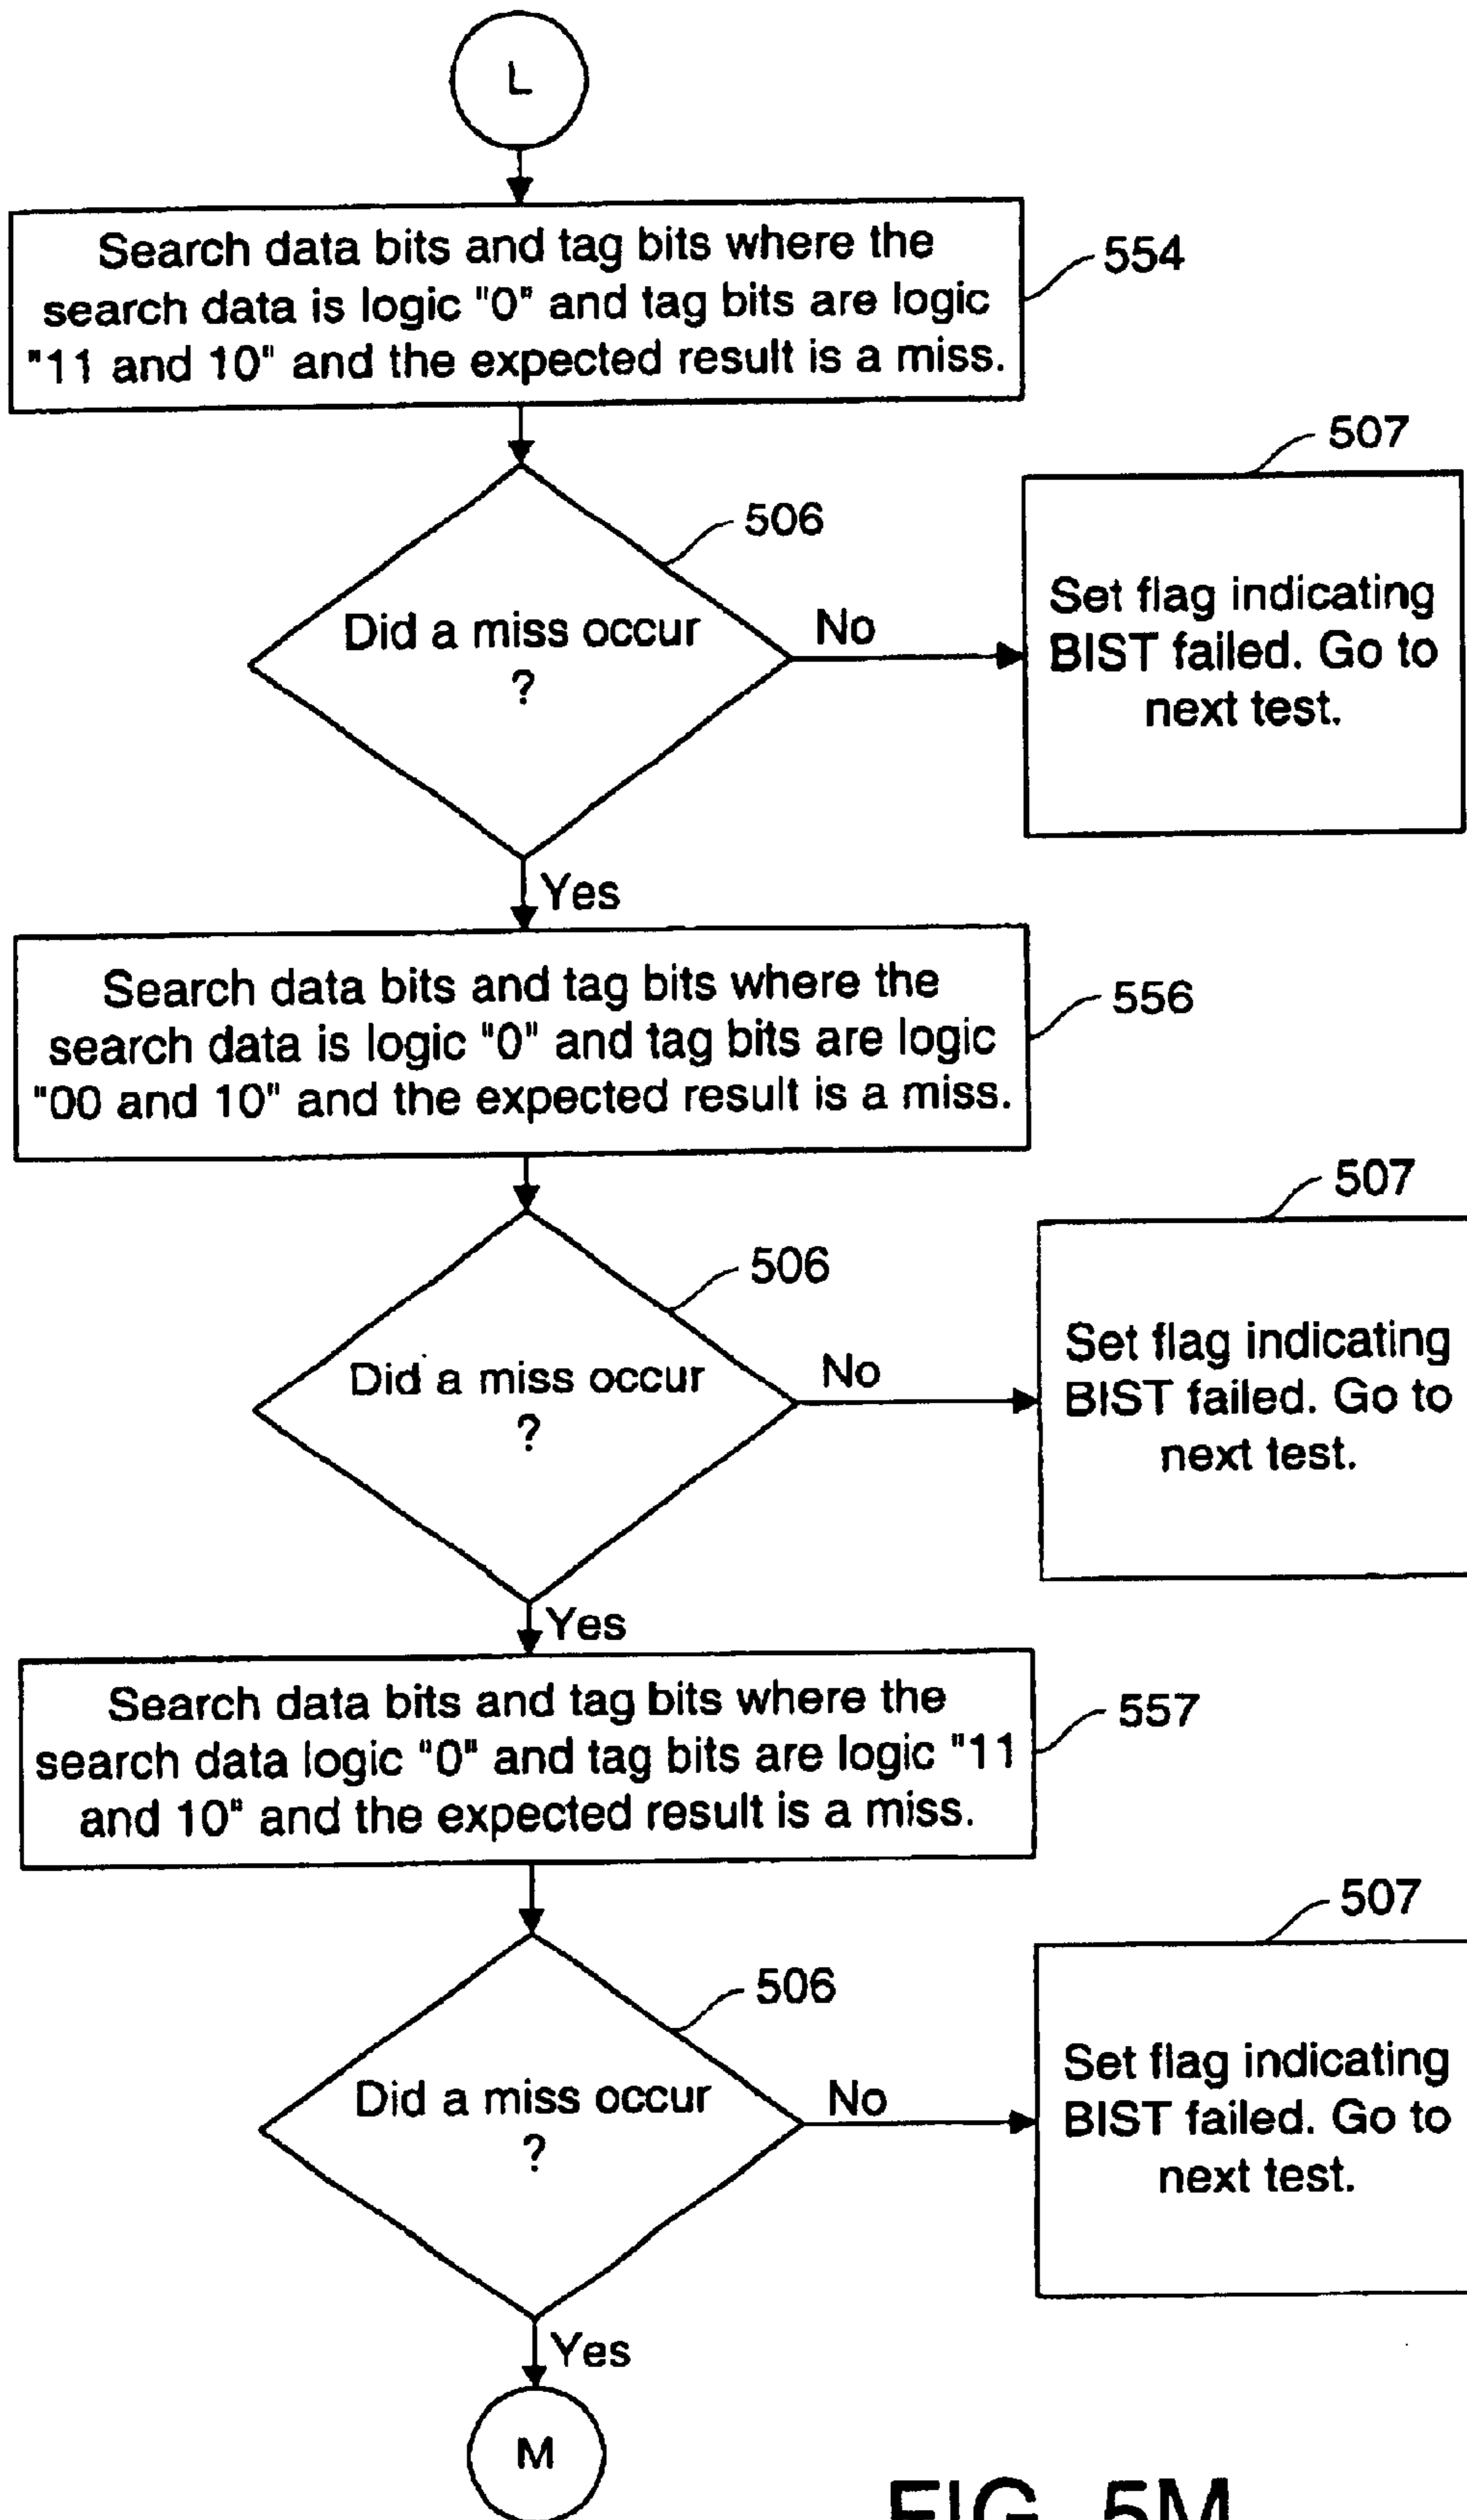 L
Search data bits and tag bits where the
search data is logic "0" and tag bits are logic
"11 and 10" and the expected result is a miss.
554
507
506
Did a miss occur
?
No
Set flag indicating
BIST failed. Go to
next test.
Yes
Search data bits and tag bits where the
search data is logic "0" and tag bits are logic
"00 and 10" and the expected result is a miss.
556
507
506
Did a miss occur
?
No
Set flag indicating
BIST failed. Go to
next test.
Yes
Search data bits and tag bits where the
search data logic "0" and tag bits are logic "11
and 10" and the expected result is a miss.
557
507
506
Did a miss occur
?
No
Set flag indicating
BIST failed. Go to
next test.
Yes
M
FIG. 5M